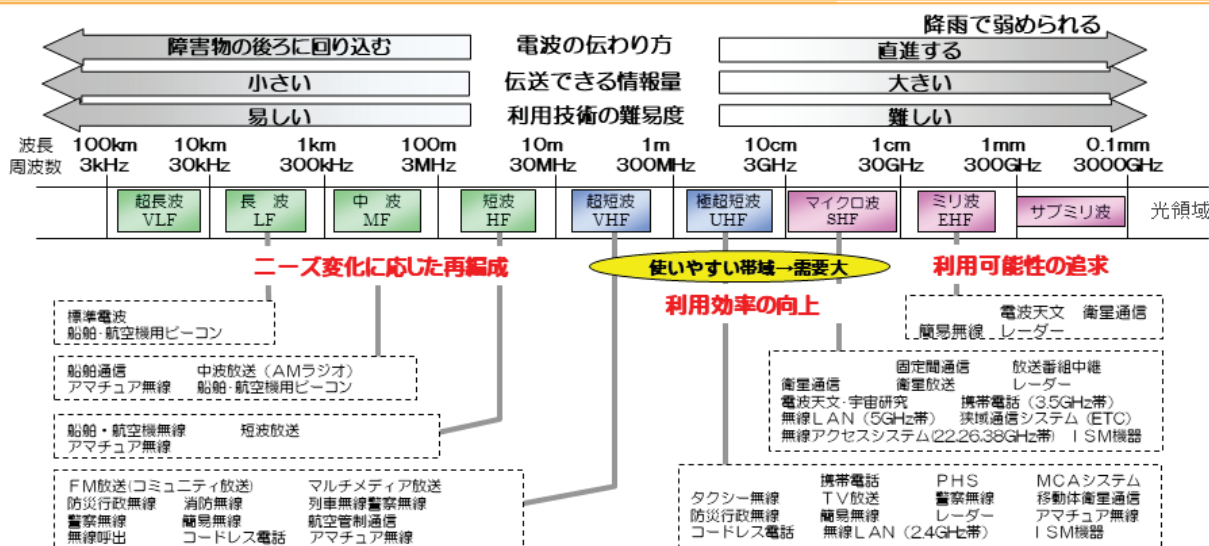 降雨で弱められる
障害物の後ろに回り込む 電波の伝わり方 直進する
小さい 伝送できる情報量 大きい
易しい 利用技術の難易度 難しい
波長 100km 10km 1km 100m 10m 1m 10cm 1cm 1mm 0.1mm
周波数 3kHz 30kHz 300kHz 3MHz 30MHz 300MHz 3GHz 30GHz 300GHz 3000GHz
超長波 長 波 中 波 短波 超短波 極超短波 マイクロ波 ミリ波 サブミリ波 光領域
VLF LF MF HF VHF UHF SHF EHF
ニーズ変化に応じた再編成 使いやすい帯域→需要大 利用可能性の追求
利用効率の向上
標準電波
船舶・航空機用ビーコン
船舶通信 中波放送(AMラジオ)
アマチュア無線 船舶・航空機用ビーコン
船舶・航空機無線 短波放送
アマチュア無線
FM放送(コミュニティ放送) マルチメディア放送
防災行政無線 消防無線 列車無線警察無線
警察無線 簡易無線 航空管制通信
無線呼出 コードレス電話 アマチュア無線
電波天文 衛星通信
簡易無線 レーダー
固定間通信 放送番組中継
衛星通信 衛星放送 レーダー
電波天文・宇宙研究 携帯電話(3.5GHz帯)
無線LAN(5GHz帯) 狭域通信システム(ETC)
無線アクセスシステム(22,26,38GHz帯) ISM機器
携帯電話 PHS MCAシステム
タクシー無線 TV放送 警察無線 移動体衛星通信
防災行政無線 簡易無線 レーダー アマチュア無線
コードレス電話 無線LAN(2.4GHz帯) ISM機器